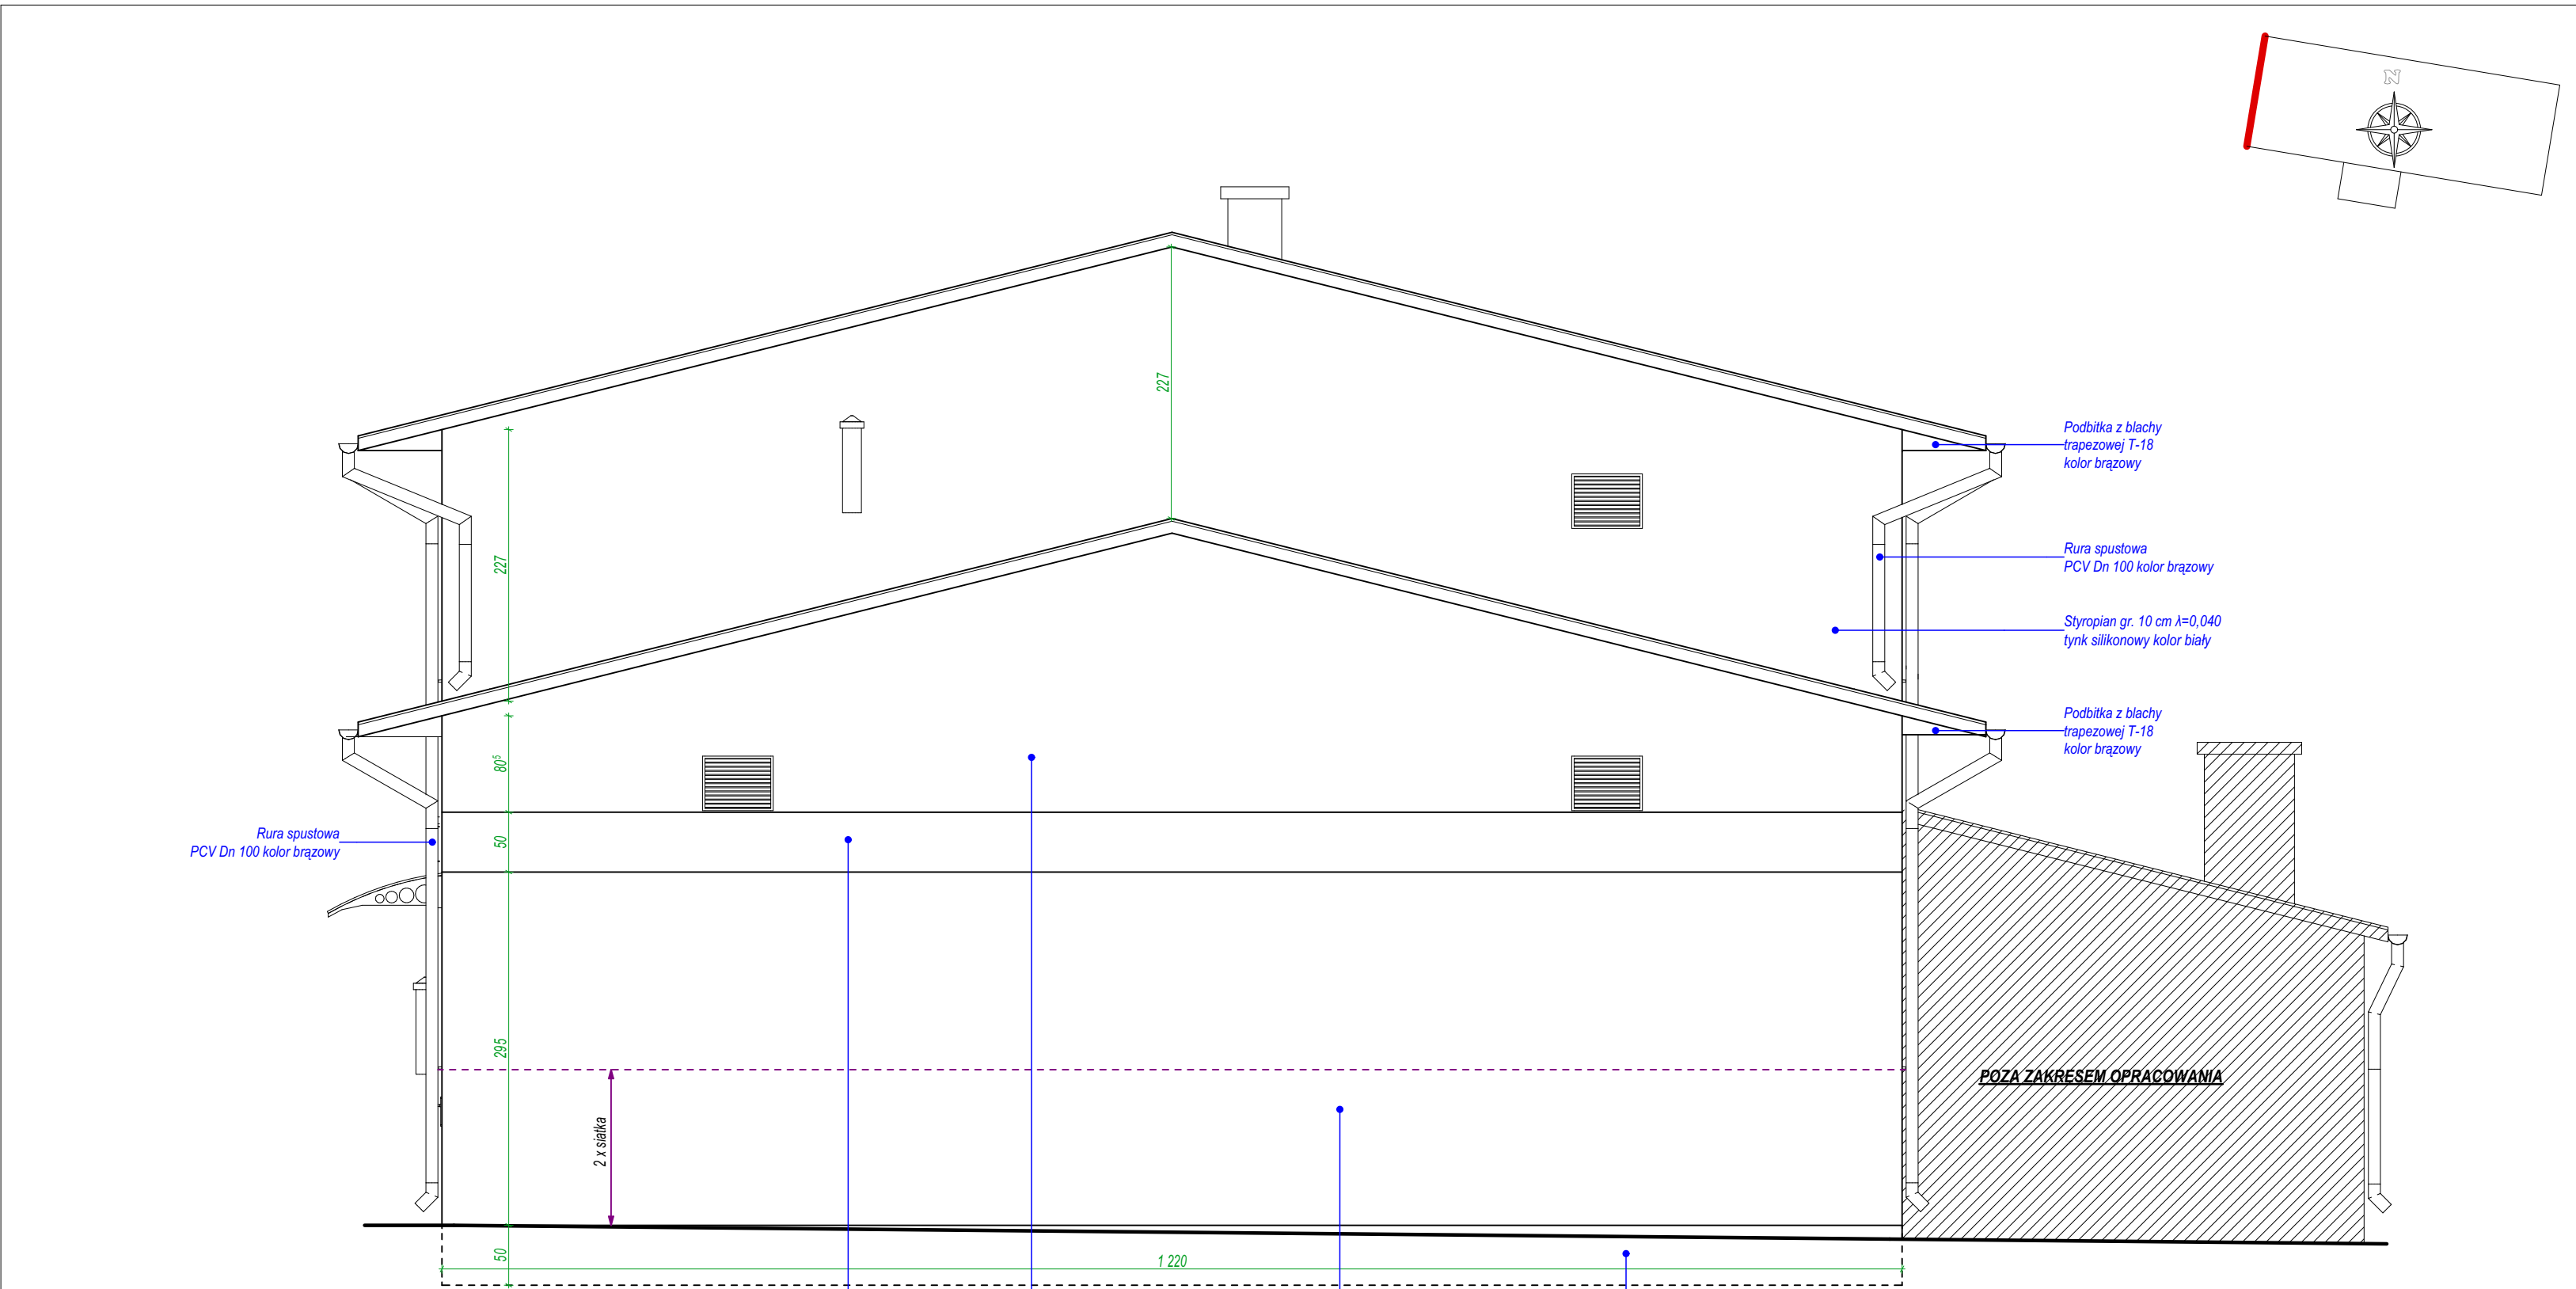 N
227
Podbitka z blachy
trapezowej T-18
kolor brązowy
227
Rura spustowa
PCV Dn 100 kolor brązowy
Styropian gr. 10 cm λ=0,040
tynk silikonowy kolor biały
Podbitka z blachy
trapezowej T-18
kolor brązowy
80⁵
Rura spustowa
PCV Dn 100 kolor brązowy
50
295
POZA ZAKRESEM OPRACOWANIA
2 x siatka
50
1 220